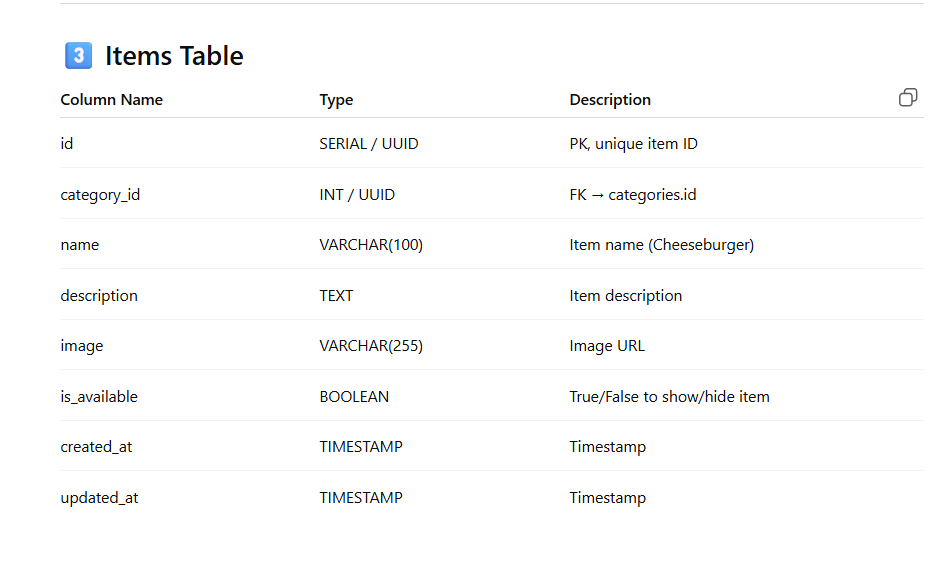 3 Items Table
Column Name Type Description
id SERIAL / UUID PK, unique item ID
category_id INT / UUID FK → categories.id
name VARCHAR(100) Item name (Cheeseburger)
description TEXT Item description
image VARCHAR(255) Image URL
is_available BOOLEAN True/False to show/hide item
created_at TIMESTAMP Timestamp
updated_at TIMESTAMP Timestamp